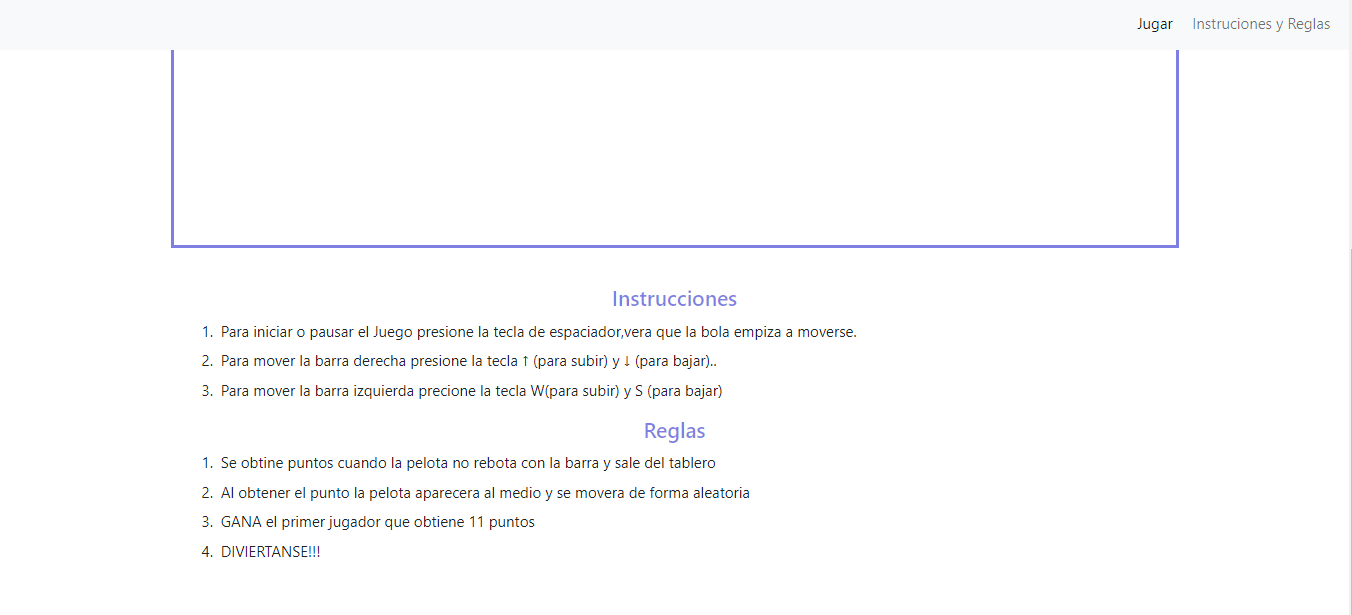 Jugar Instruciones y Reglas
Instrucciones
1. Para iniciar o pausar el Juego presione la tecla de espaciador,vera que la bola empiza a moverse.
2. Para mover la barra derecha presione la tecla ↑ (para subir) y ↓ (para bajar)..
3. Para mover la barra izquierda precione la tecla W(para subir) y S (para bajar)
Reglas
1. Se obtine puntos cuando la pelota no rebota con la barra y sale del tablero
2. Al obtener el punto la pelota aparecera al medio y se movera de forma aleatoria
3. GANA el primer jugador que obtiene 11 puntos
4. DIVIERTANSE!!!